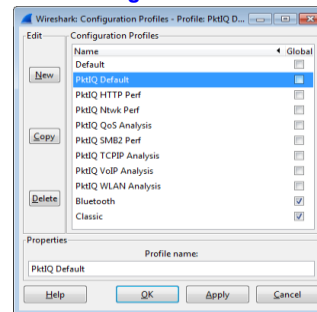 Wireshark: Configuration Profiles - Profile: PktIQ D...
Edit
Configuration Profiles
Name Global
Default
New
PktIQ Default
PktIQ HTTP Perf
PktIQ Ntwk Perf
PktIQ QoS Analysis
Copy
PktIQ SMB2 Perf
PktIQ TCPIP Analysis
PktIQ VoIP Analysis
PktIQ WLAN Analysis
Delete
Bluetooth
Classic
Properties
Profile name:
PktIQ Default
Help OK Apply Cancel